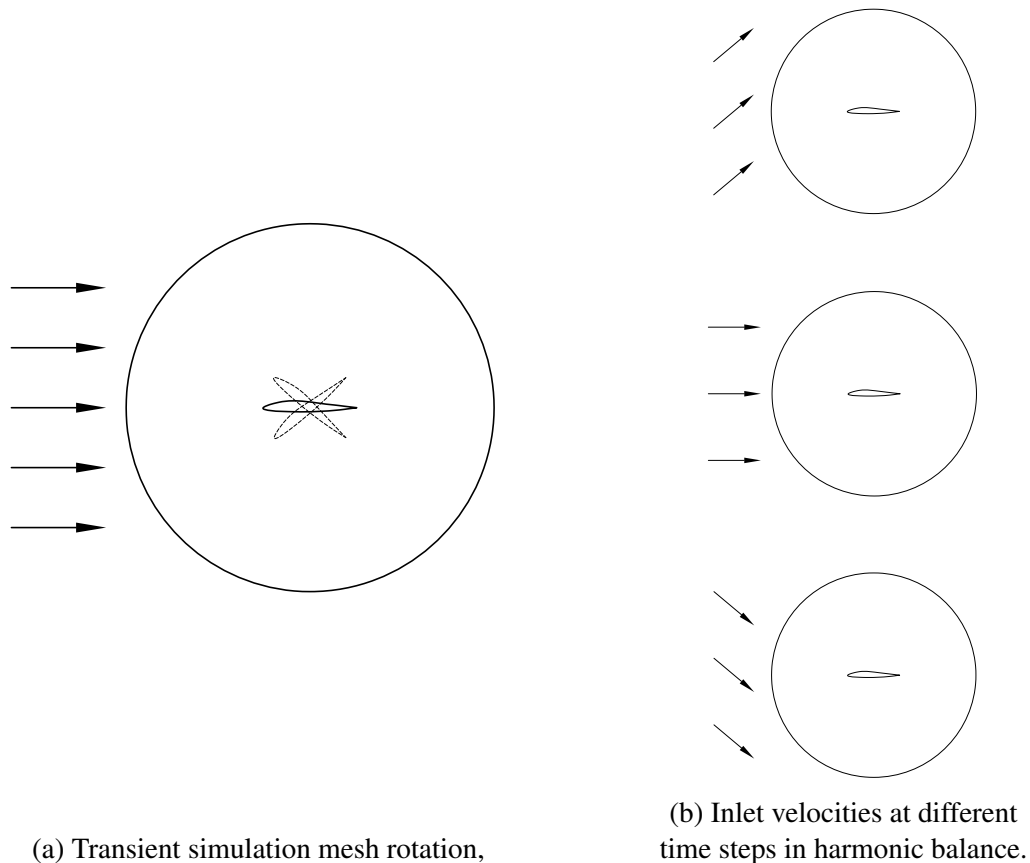 (a) Transient simulation mesh rotation,
(b) Inlet velocities at different
time steps in harmonic balance.